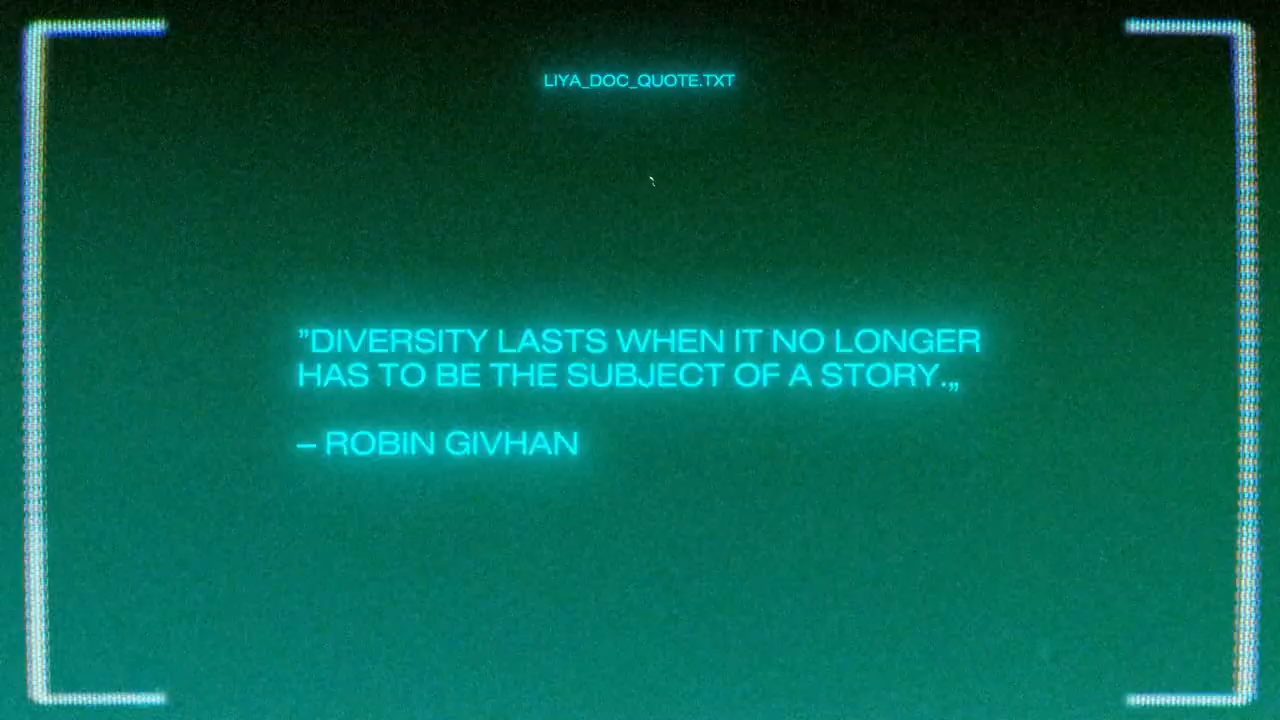 LIYA_DOC_QUOTE.TXT
”DIVERSITY LASTS WHEN IT NO LONGER
HAS TO BE THE SUBJECT OF A STORY.„
– ROBIN GIVHAN